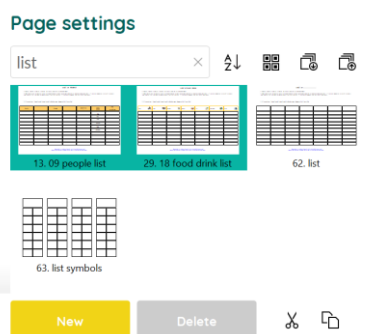 Page settings
list
13. 09 people list
29. 18 food drink list
62. list
63. list symbols
New
Delete